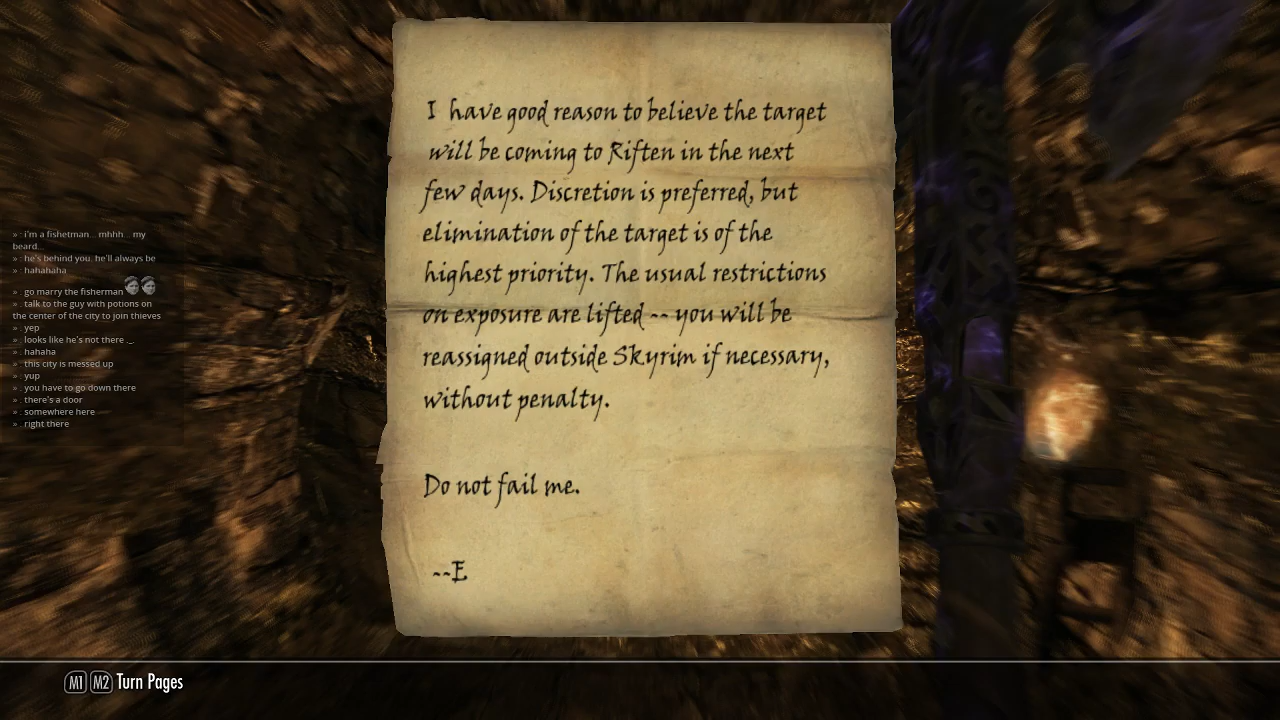 I have good reason to believe the target
will be coming to Riften in the next
few days. Discretion is preferred, but
elimination of the target is of the
highest priority. The usual restrictions
on exposure are lifted -- you will be
reassigned outside Skyrim if necessary,
without penalty.
Do not fail me.
--E
» i'm a fishetman... mhhh... my
beard...
» he's behind you. he'll always be
» hahahaha
» go marry the fisherman
» talk to the guy with potions on
the center of the city to join thieves
» yep
» looks like he's not there ._.
» hahaha
» this city is messed up
» yup
» you have to go down there
» there's a door
» somewhere here
» right there
M1 M2 Turn Pages